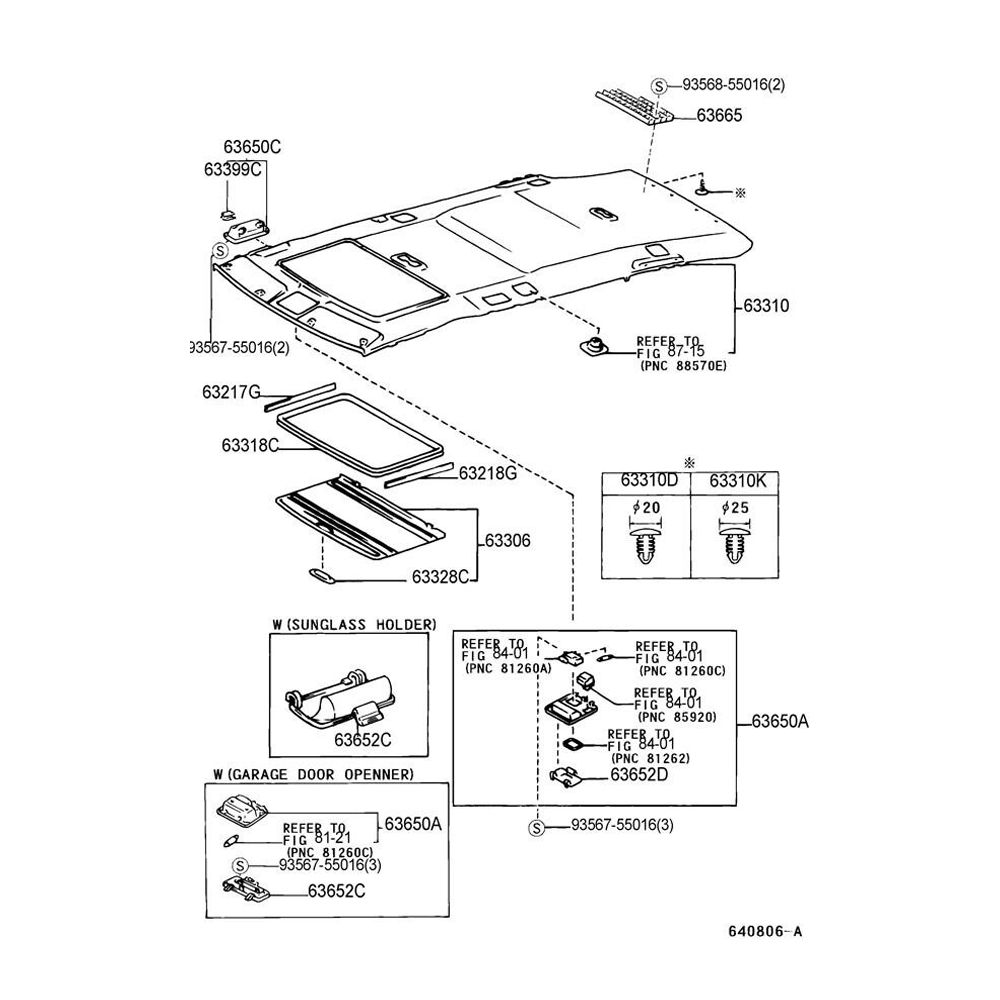 S 93568-55016(2)
63665
63650C
63399C
※
S
63310
93567-55016(2)
REFER TO
FIG 87-15
(PNC 88570E)
63217G
63318C
63218G
※
63310D 63310K
φ20 φ25
63306
63328C
W(SUNGLASS HOLDER)
63652C
REFER TO
FIG 84-01
(PNC 81260A)
REFER TO
FIG 84-01
(PNC 81260C)
REFER TO
FIG 84-01
(PNC 85920)
63650A
REFER TO
FIG 84-01
(PNC 81262)
63652D
S 93567-55016(3)
W(GARAGE DOOR OPENNER)
63650A
REFER TO
FIG 81-21
(PNC 81260C)
S 93567-55016(3)
63652C
640806-A